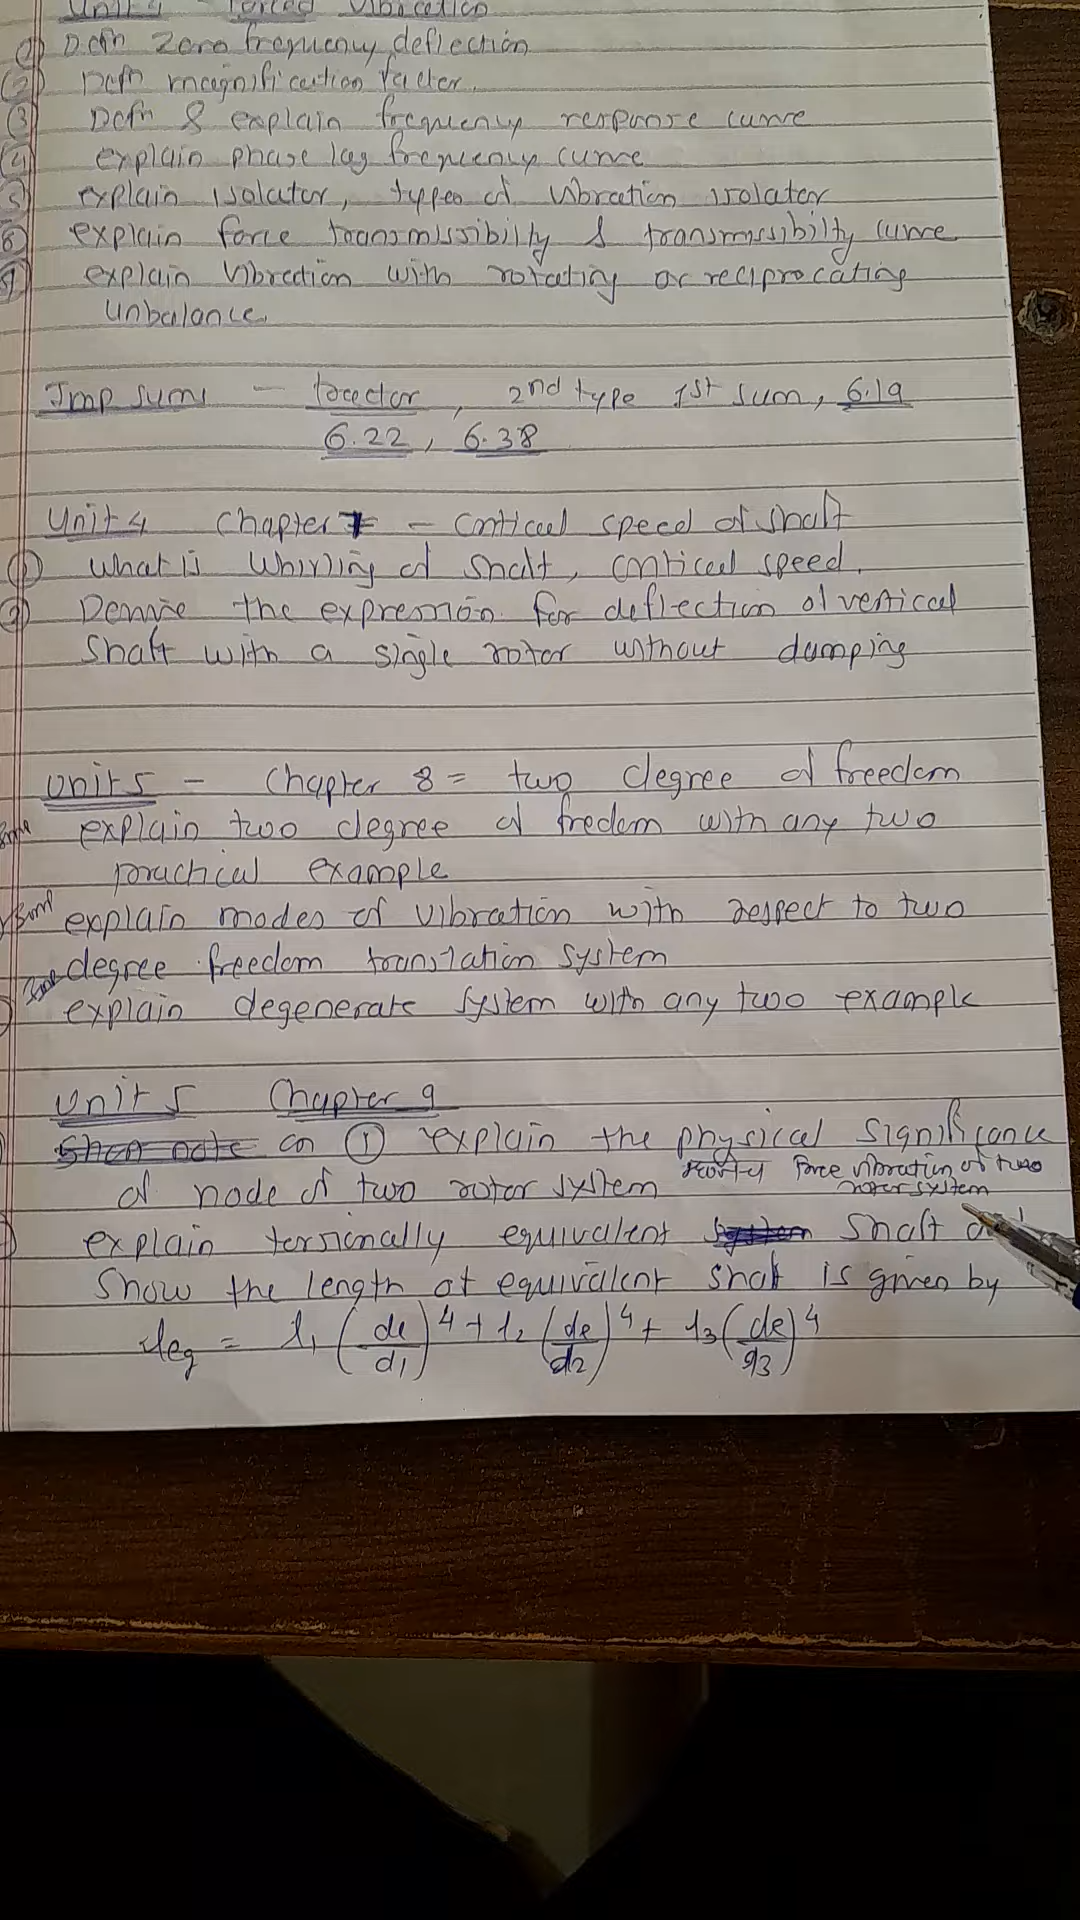 Unit 4 - Forced Vibration
1) Defn Zero frequency deflection
(2) Defn magnification factor.
(3) Defn & explain frequency response curve
(4) explain phase lag frequency curve
5) explain isolator, types of vibration isolator
6) explain force transmissibility & transmissibility curve
7) explain vibration with rotating or reciprocating
unbalance.
Imp sums - tractor, 2nd type 1st sum, 6.19
6.22, 6.38
Unit 4 Chapter 7 - Critical speed of shaft
1) What is Whirling of shaft, critical speed.
2) Derive the expression for deflection of vertical
Shaft with a single rotor without damping
Unit 5 - Chapter 8 = two degree of freedom
explain two degree of fredom with any two
practical example
explain modes of vibration with respect to two
degree freedom translation system
explain degenerate system with any two example
Unit 5 Chapter 9
Short note on (1) explain the physical significance
of node of two rotor system Force vibration of two
rotor system
explain torsionally equivalent system shaft and
Show the length of equivalent shaft is given by
leq = l1 (de/d1)4 + l2 (de/d2)4 + l3 (de/d3)4